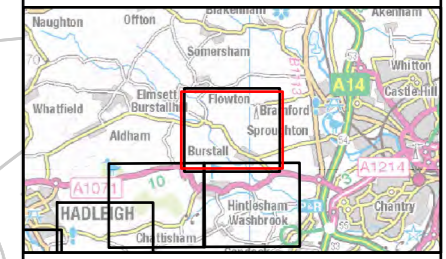 Naughton Offton Blakenham Akenham
Somersham
Whitton
A14
Castle Hill
Elmsett Flowton
Burstallhill Bramford
Whatfield
Sproughton
Aldham
Burstall
A1214
A1071 10
HADLEIGH
Hintlesham
Washbrook
P+R
Chantry
Chattisham